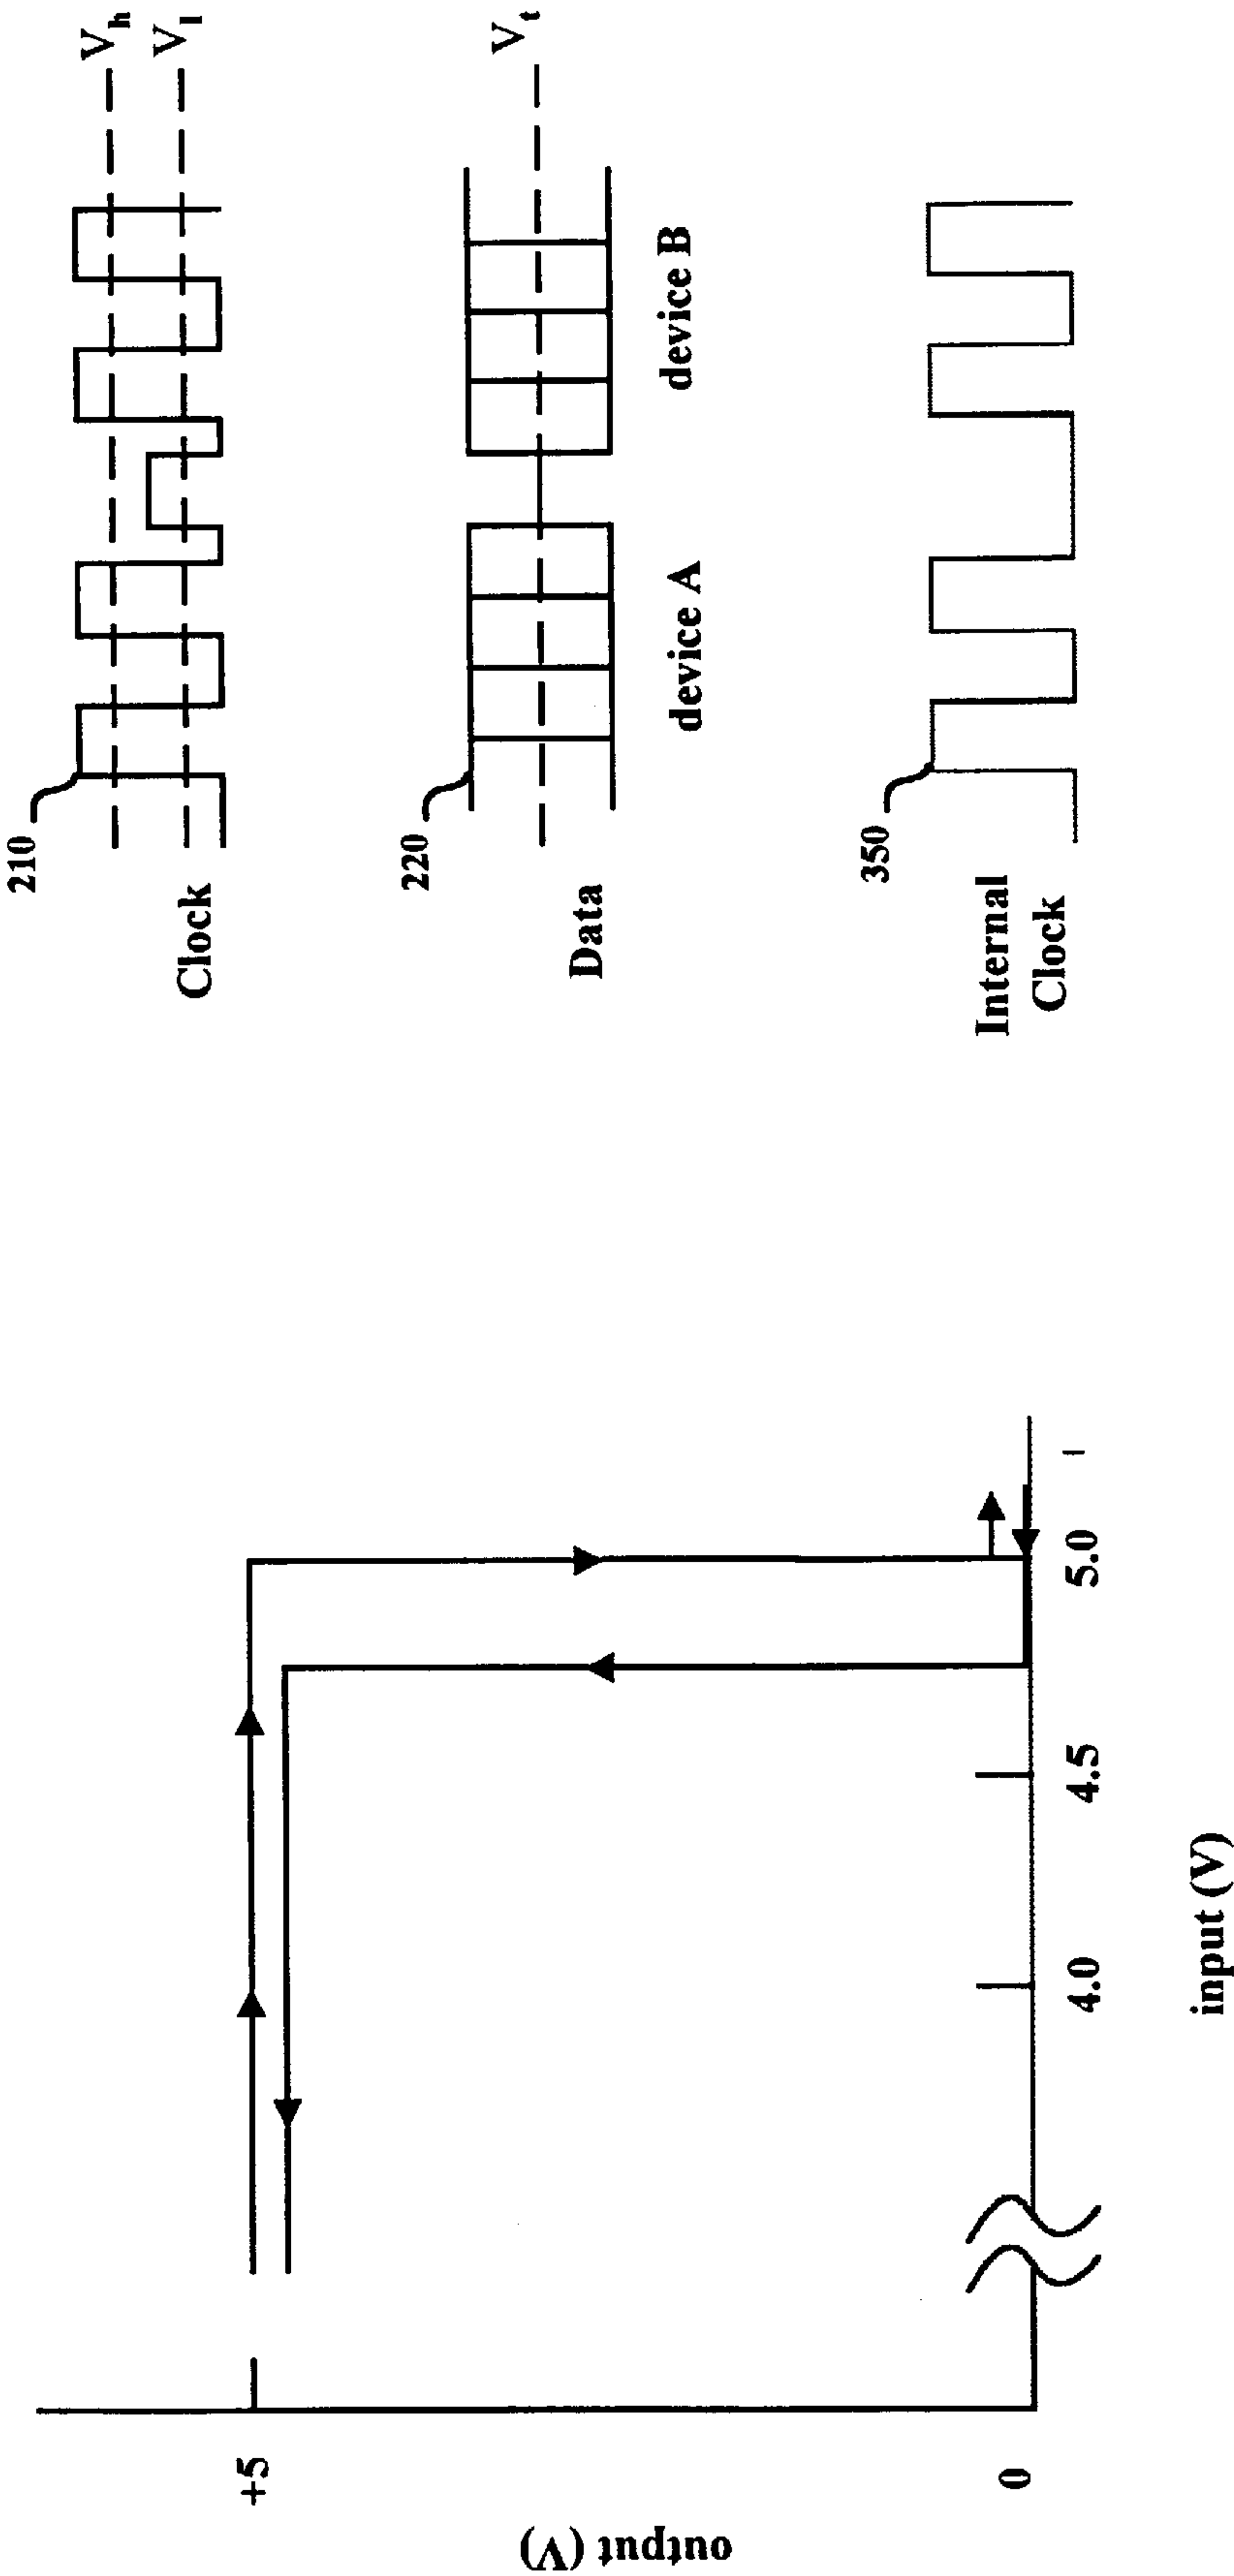 output (V)
+5
0
4.0
4.5
5.0
input (V)
210
Clock
V_h
V_l
220
Data
V_t
device A
device B
350
Internal
Clock